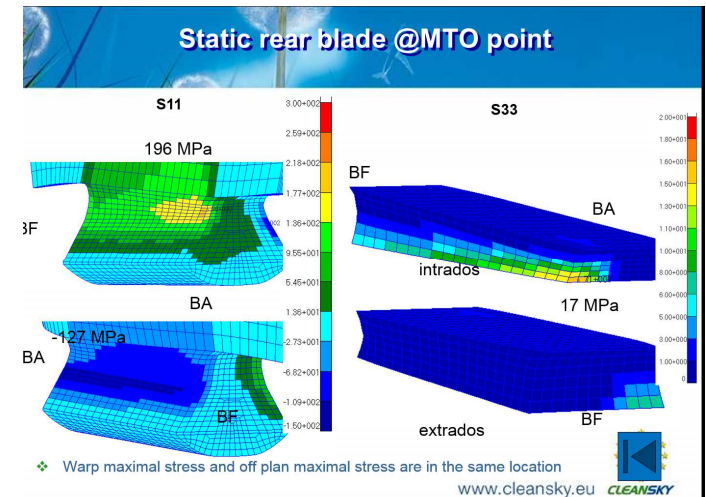 Static rear blade @MTO point
S11
S33
196 MPa
BF
BA
-127 MPa
BA
BF
3.00+002
2.59+002
2.18+002
1.77+002
1.36+002
9.55+001
5.45+001
1.36+001
-2.73+001
-6.82+001
-1.09+002
-1.50+002
BF
BA
intrados
17 MPa
extrados
BF
2.00+001
1.80+001
1.60+001
1.50+001
1.30+001
1.10+001
1.00+001
8.00+000
6.00+000
5.00+000
3.00+000
1.00+000
0
Warp maximal stress and off plan maximal stress are in the same location
www.cleansky.eu CLEANSKY